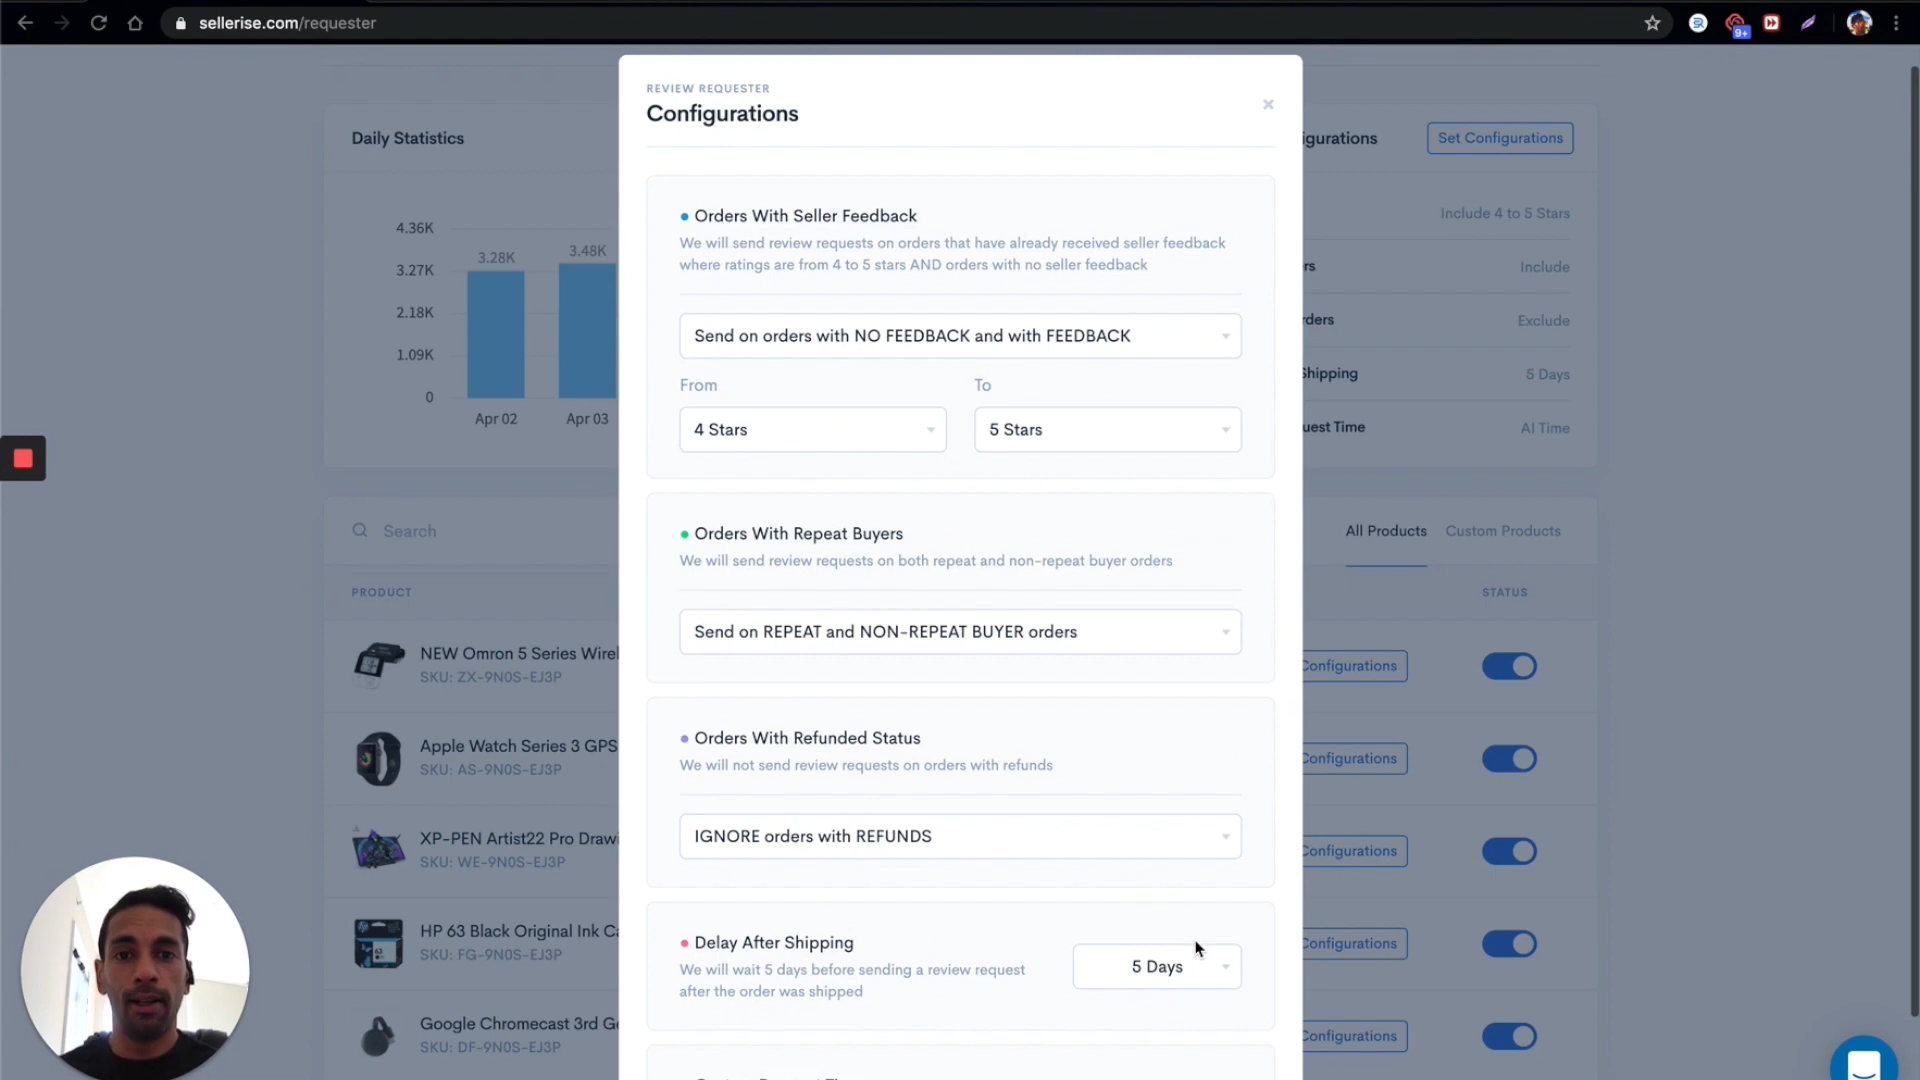 sellerise.com/requester
9+
REVIEW REQUESTER
Configurations
Daily Statistics
4.36K
3.27K
2.18K
1.09K
0
3.28K
3.48K
Apr 02
Apr 03
igurations
Set Configurations
Include 4 to 5 Stars
rs
Include
rders
Exclude
Shipping
5 Days
uest Time
AI Time
Orders With Seller Feedback
We will send review requests on orders that have already received seller feedback
where ratings are from 4 to 5 stars AND orders with no seller feedback
Send on orders with NO FEEDBACK and with FEEDBACK
From
To
4 Stars
5 Stars
Orders With Repeat Buyers
We will send review requests on both repeat and non-repeat buyer orders
Send on REPEAT and NON-REPEAT BUYER orders
Orders With Refunded Status
We will not send review requests on orders with refunds
IGNORE orders with REFUNDS
Delay After Shipping
We will wait 5 days before sending a review request
after the order was shipped
5 Days
Search
All Products
Custom Products
PRODUCT
STATUS
NEW Omron 5 Series Wirel
SKU: ZX-9N0S-EJ3P
Configurations
Apple Watch Series 3 GPS
SKU: AS-9N0S-EJ3P
Configurations
XP-PEN Artist22 Pro Drawi
SKU: WE-9N0S-EJ3P
Configurations
63
HP 63 Black Original Ink Ca
SKU: FG-9N0S-EJ3P
Configurations
Google Chromecast 3rd Ge
SKU: DF-9N0S-EJ3P
Configurations